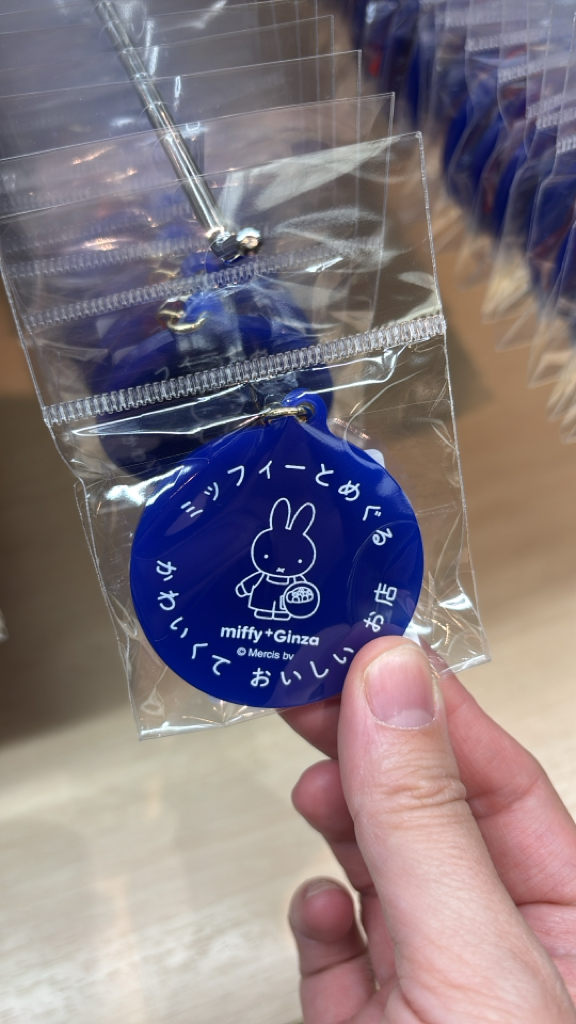 ミッフィーとめぐる
かわいくて おいしい お店
miffy+Ginza
© Mercis bv